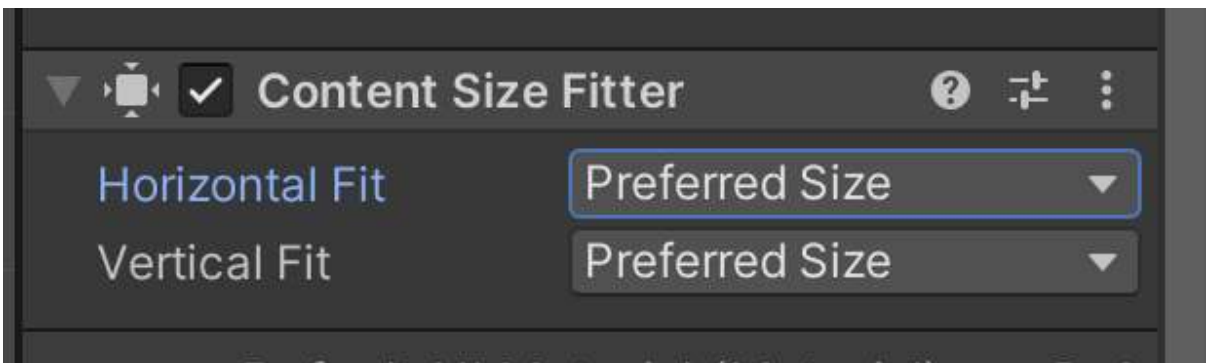 Content Size Fitter
Horizontal Fit Preferred Size
Vertical Fit Preferred Size